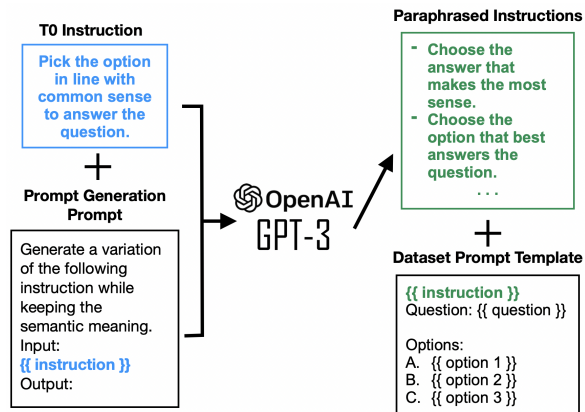 T0 Instruction
Pick the option
in line with
common sense
to answer the
question.
+
Prompt Generation
Prompt
Generate a variation
of the following
instruction while
keeping the
semantic meaning.
Input:
{{ instruction }}
Output:
OpenAI
GPT-3
Paraphrased Instructions
- Choose the
answer that
makes the most
sense.
- Choose the
option that best
answers the
question.
...
+
Dataset Prompt Template
{{ instruction }}
Question: {{ question }}
Options:
A. {{ option 1 }}
B. {{ option 2 }}
C. {{ option 3 }}